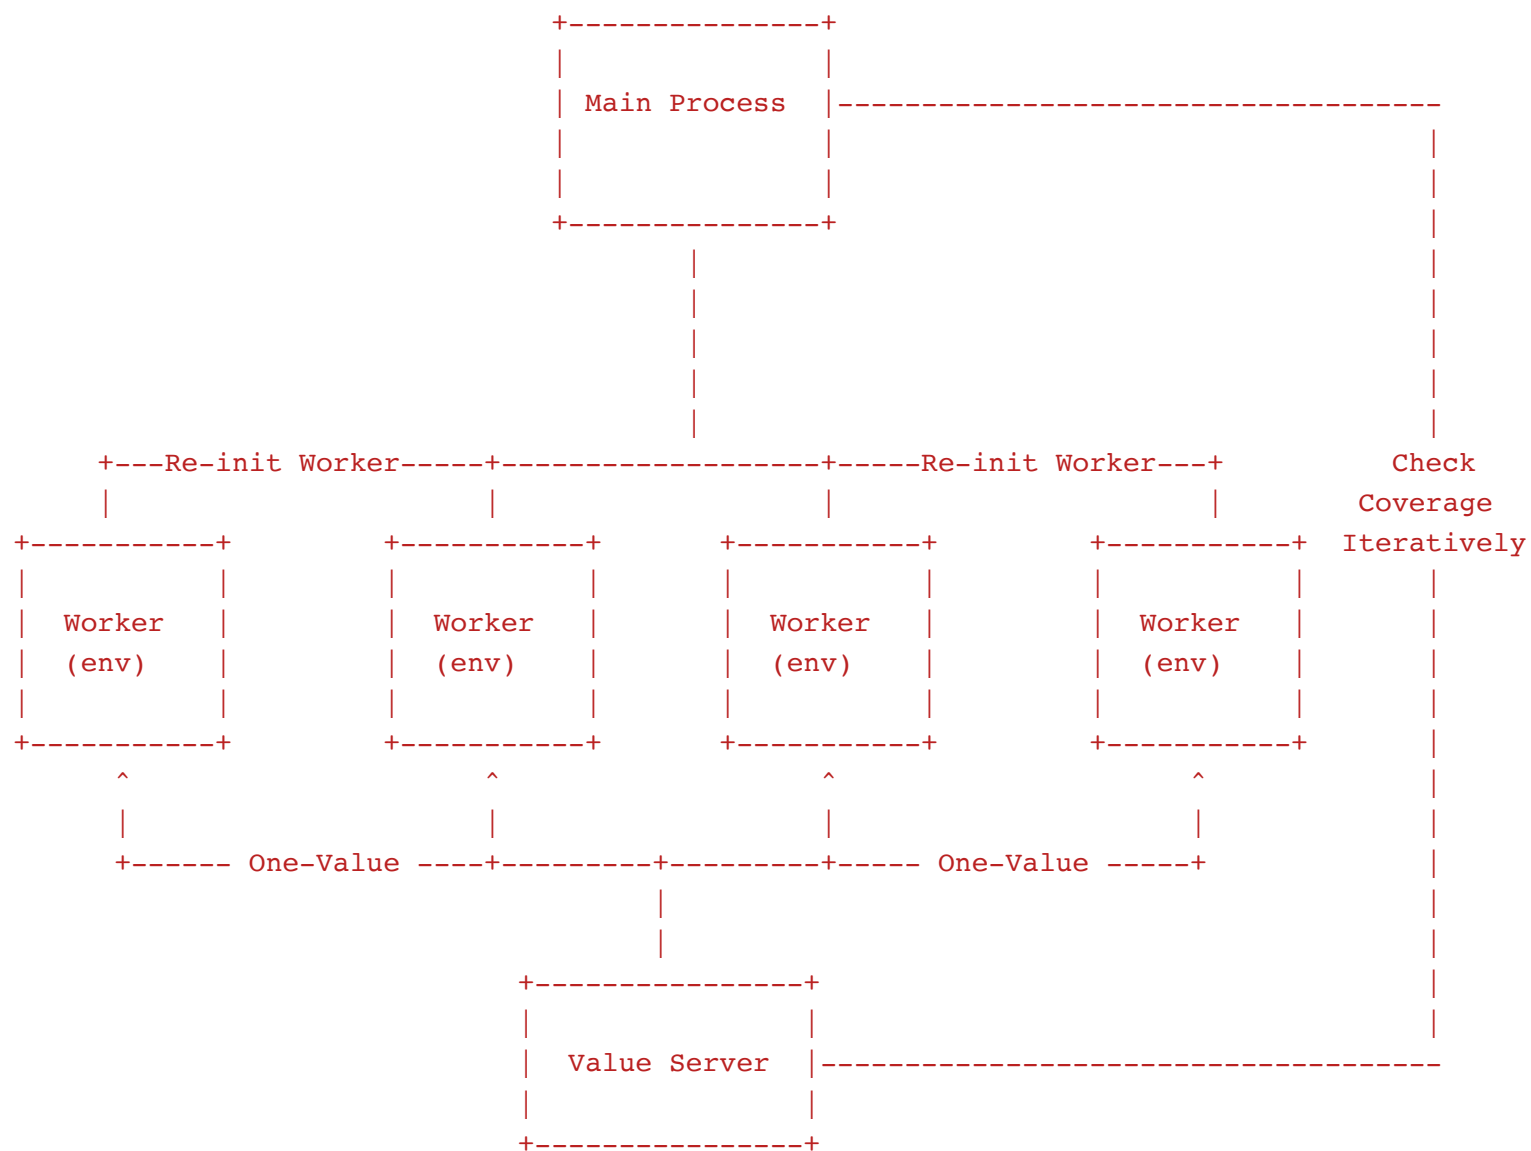 Main Process
Re-init Worker Re-init Worker Check
Coverage
Iteratively
Worker Worker Worker Worker
(env) (env) (env) (env)
One-Value One-Value
Value Server